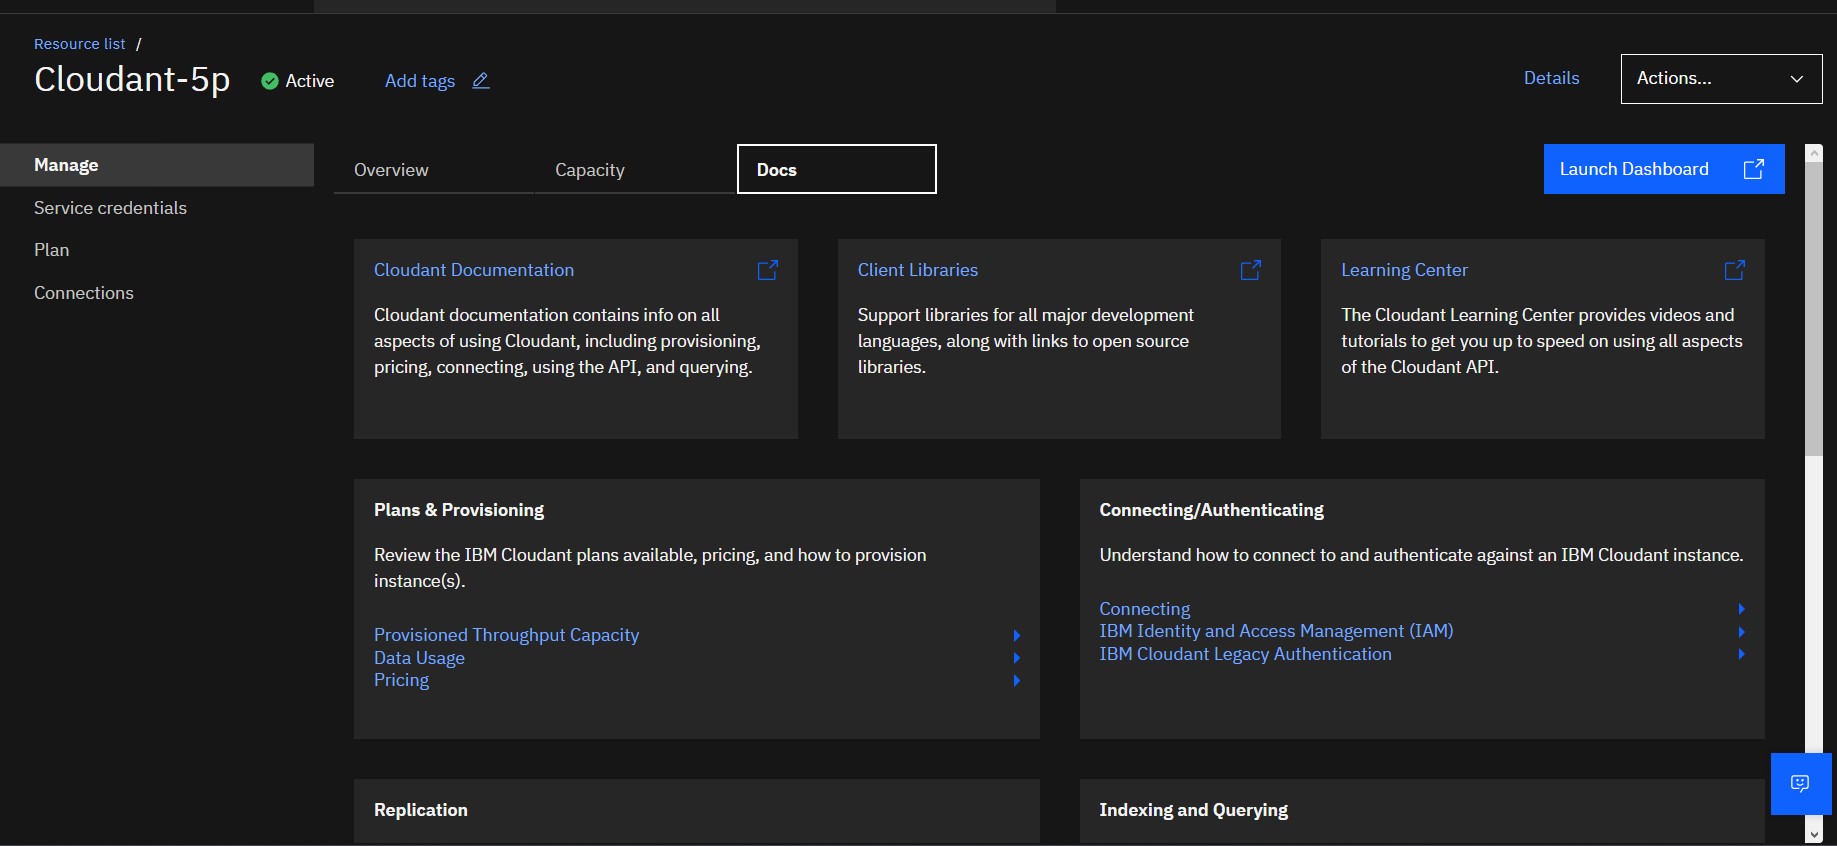 Resource list /
Cloudant-5p
Active
Add tags
Details
Actions...
Manage
Service credentials
Plan
Connections
Overview
Capacity
Docs
Launch Dashboard
Cloudant Documentation
Cloudant documentation contains info on all
aspects of using Cloudant, including provisioning,
pricing, connecting, using the API, and querying.
Client Libraries
Support libraries for all major development
languages, along with links to open source
libraries.
Learning Center
The Cloudant Learning Center provides videos and
tutorials to get you up to speed on using all aspects
of the Cloudant API.
Plans & Provisioning
Review the IBM Cloudant plans available, pricing, and how to provision
instance(s).
Provisioned Throughput Capacity
Data Usage
Pricing
Connecting/Authenticating
Understand how to connect to and authenticate against an IBM Cloudant instance.
Connecting
IBM Identity and Access Management (IAM)
IBM Cloudant Legacy Authentication
Replication
Indexing and Querying